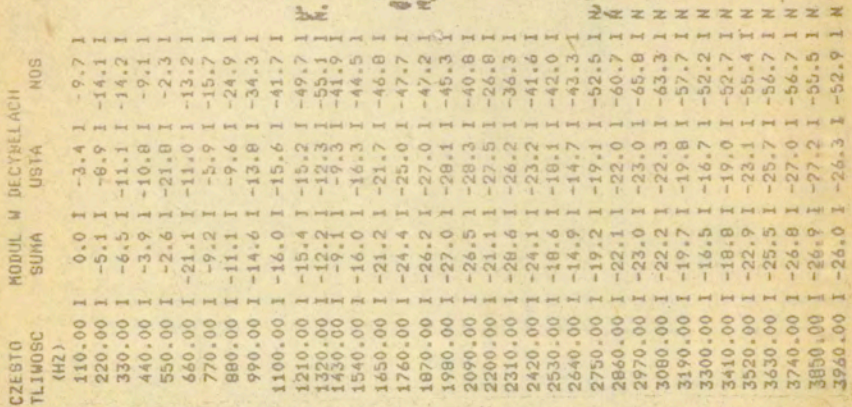 CZESTO MODUL W DECYBELACH
TLIWOSC SUMA USTA NOS
(HZ)
110.00 I 0.0 I -3.4 I -9.7 I
220.00 I -5.1 I -8.9 I -14.1 I
330.00 I -6.5 I -11.1 I -14.2 I
440.00 I -3.9 I -10.8 I -9.1 I
550.00 I -2.6 I -21.8 I -2.3 I
660.00 I -21.1 I -11.0 I -13.2 I
770.00 I -9.2 I -5.9 I -15.7 I
880.00 I -11.1 I -9.6 I -24.9 I
990.00 I -14.6 I -13.8 I -34.3 I
1100.00 I -16.0 I -15.6 I -41.7 I
1210.00 I -15.4 I -15.2 I -49.7 I N
1320.00 I -12.2 I -12.3 I -55.1 I N.
1430.00 I -9.1 I -9.3 I -41.9 I
1540.00 I -16.0 I -16.3 I -44.5 I
1650.00 I -21.2 I -21.7 I -46.8 I
1760.00 I -24.4 I -25.0 I -47.7 I
1870.00 I -26.2 I -27.0 I -47.2 I N
1980.00 I -27.0 I -28.1 I -45.3 I
2090.00 I -26.5 I -28.3 I -40.8 I
2200.00 I -21.1 I -27.5 I -26.8 I
2310.00 I -28.6 I -26.2 I -36.3 I
2420.00 I -24.1 I -23.2 I -41.6 I
2530.00 I -18.6 I -18.1 I -42.0 I
2640.00 I -14.9 I -14.7 I -43.3 I
2750.00 I -19.2 I -19.1 I -52.5 I N
2860.00 I -22.1 I -22.0 I -60.7 I N
2970.00 I -23.0 I -23.0 I -65.8 I N
3080.00 I -22.2 I -22.3 I -63.3 I N
3190.00 I -19.7 I -19.8 I -57.7 I N
3300.00 I -16.5 I -16.7 I -52.2 I N
3410.00 I -18.8 I -19.0 I -52.7 I N
3520.00 I -22.9 I -23.1 I -55.4 I N
3630.00 I -25.5 I -25.7 I -56.7 I N
3740.00 I -26.8 I -27.0 I -56.7 I N
3850.00 I -26.9 I -27.2 I -55.5 I N
3960.00 I -26.0 I -26.3 I -52.9 I N